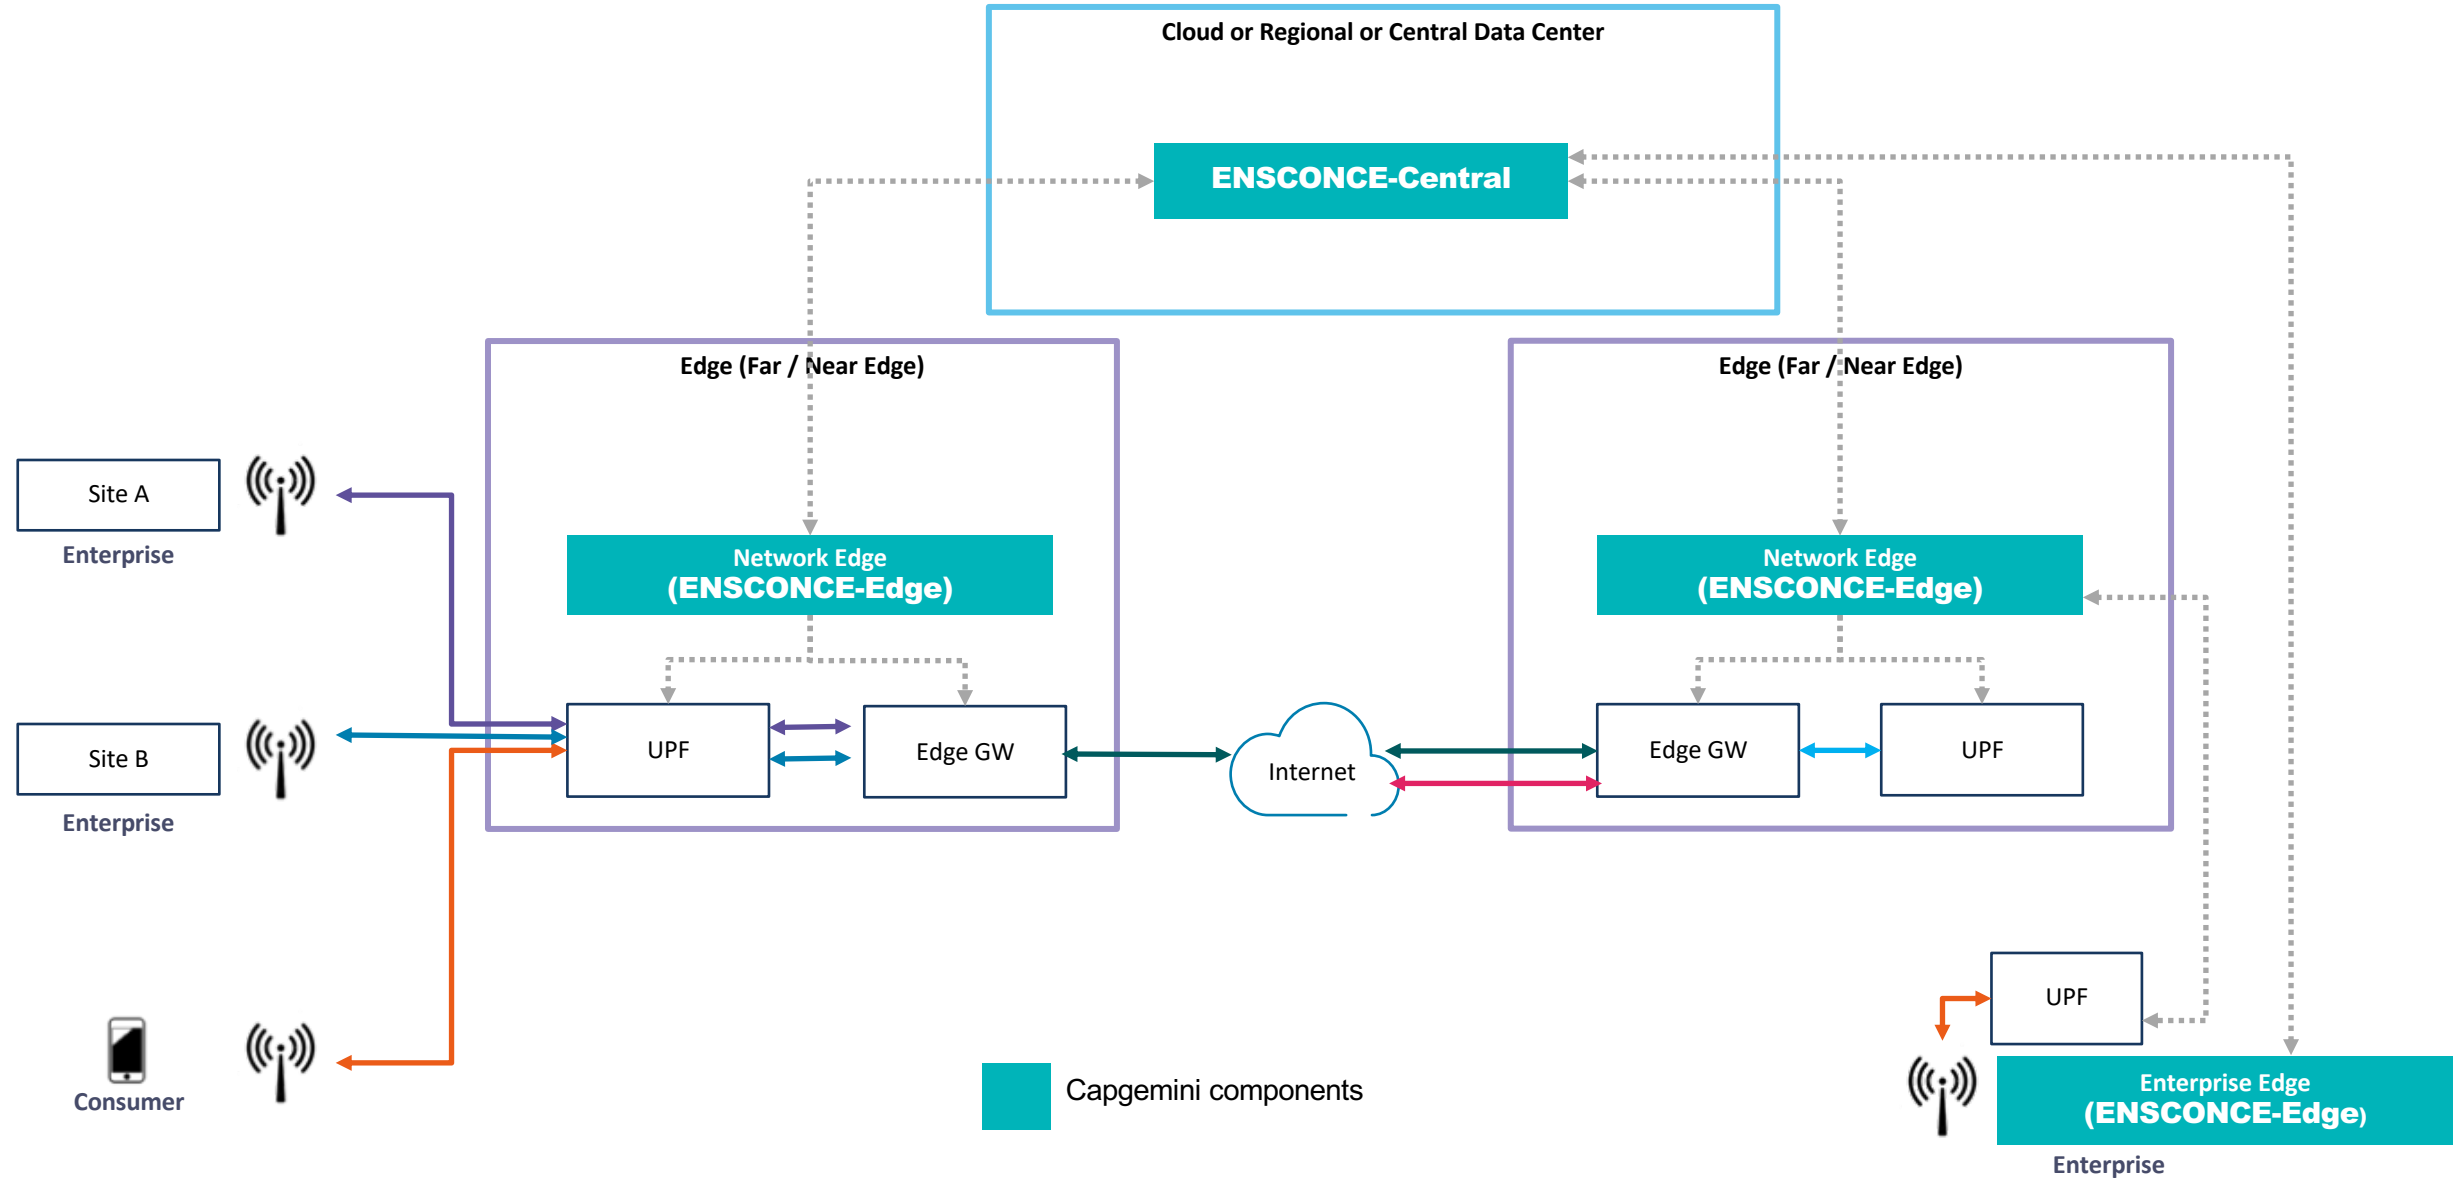 Cloud or Regional or Central Data Center
ENSCONCE-Central
Edge (Far / Near Edge)
Edge (Far / Near Edge)
Site A
Enterprise
Network Edge
(ENSCONCE-Edge)
Network Edge
(ENSCONCE-Edge)
Site B
Enterprise
UPF
Edge GW
Internet
Edge GW
UPF
Consumer
Capgemini components
UPF
Enterprise Edge
(ENSCONCE-Edge)
Enterprise